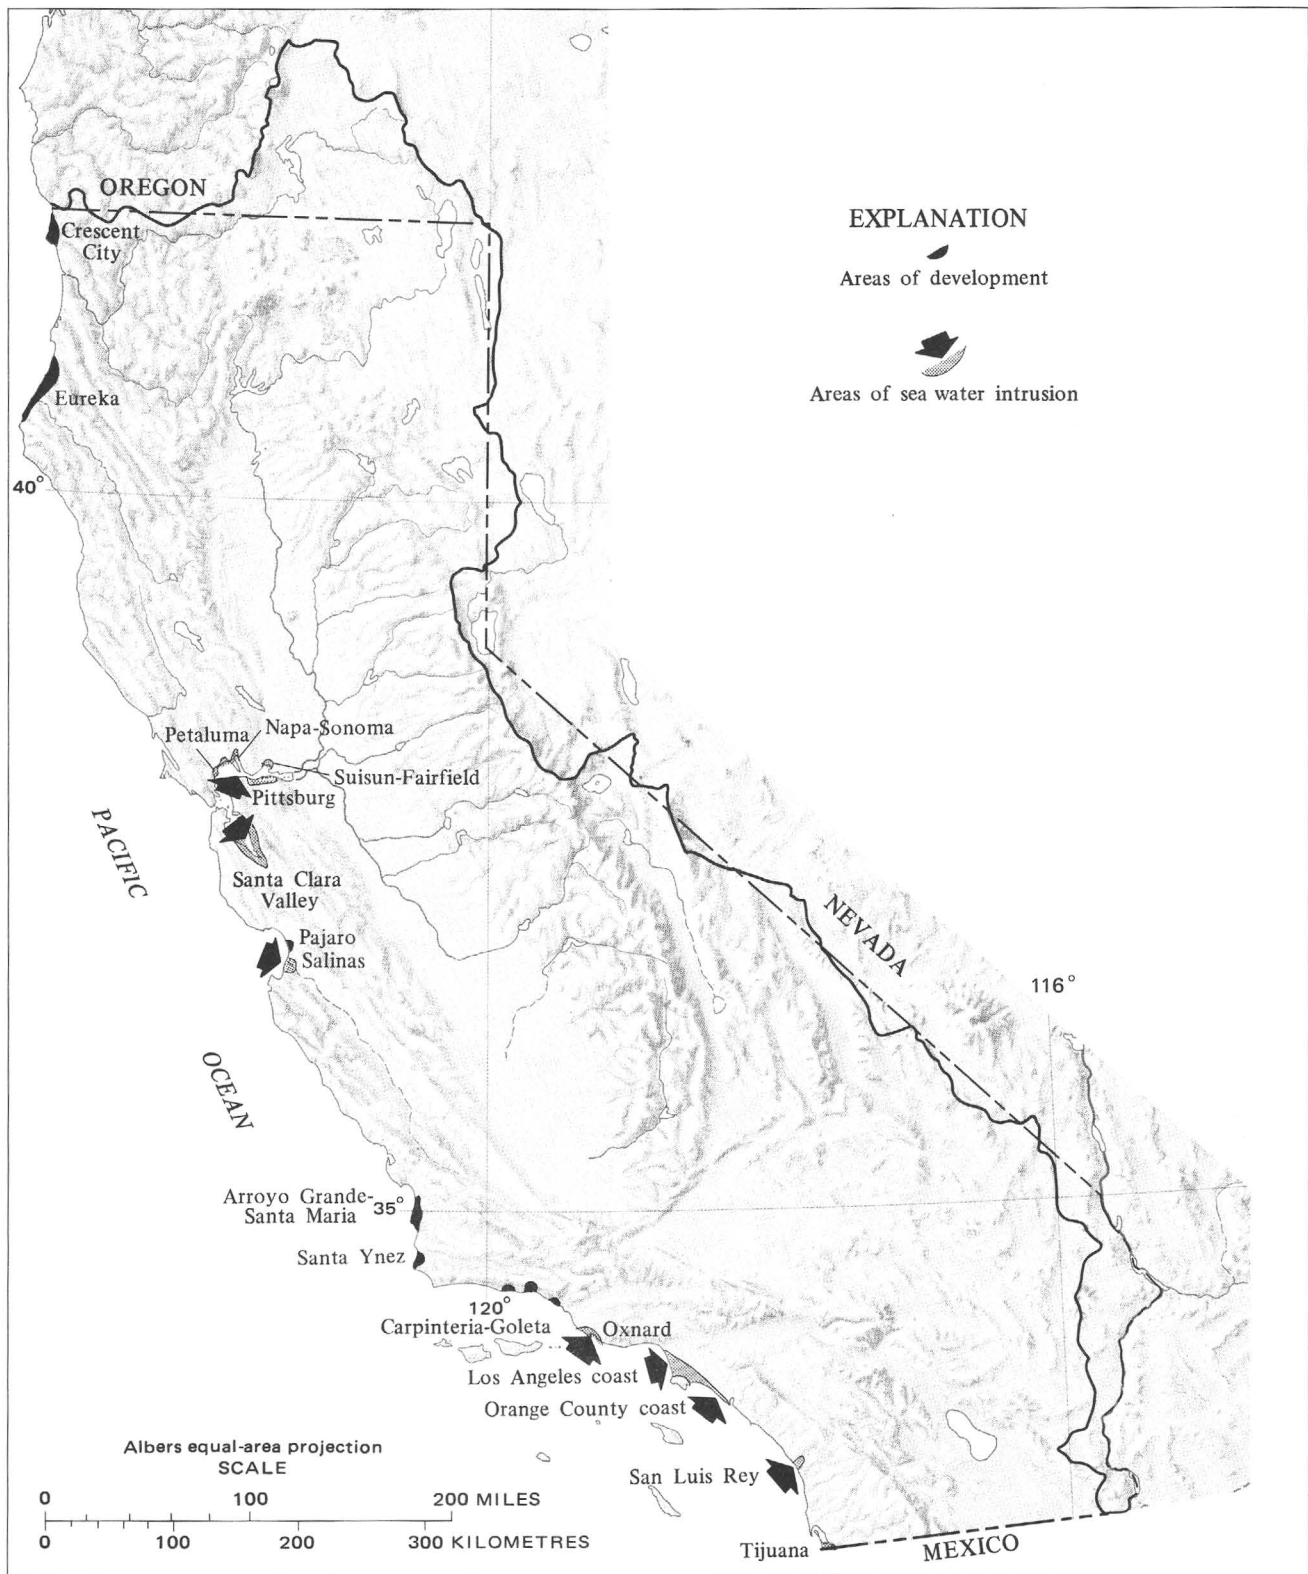 OREGON
Crescent
City
EXPLANATION
Areas of development
Areas of sea water intrusion
Eureka
40°
Petaluma
Napa-Sonoma
Suisun-Fairfield
Pittsburg
PACIFIC
Santa Clara
Valley
NEVADA
Pajaro
Salinas
116°
OCEAN
Arroyo Grande-
Santa Maria
35°
Santa Ynez
120°
Carpinteria-Goleta
Oxnard
Los Angeles coast
Orange County coast
Albers equal-area projection
SCALE
San Luis Rey
0 100 200 MILES
0 100 200 300 KILOMETRES
Tijuana
MEXICO